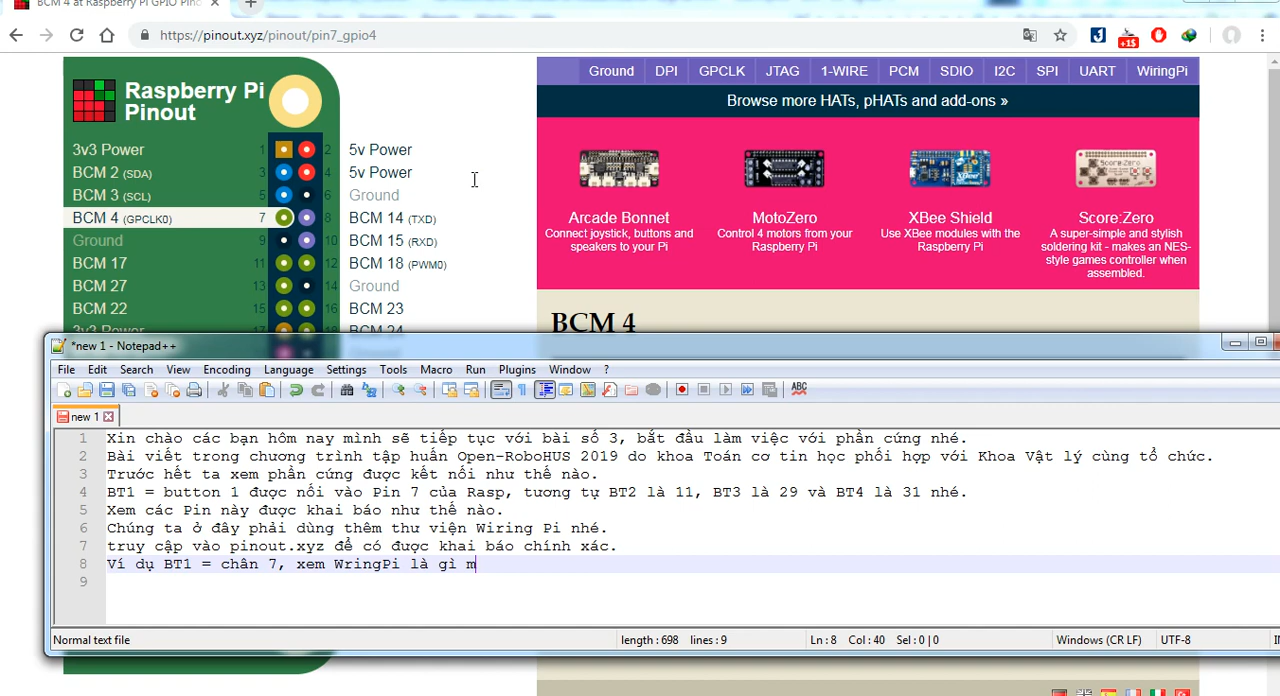 BCM 4 at Raspberry Pi GPIO Pino
https://pinout.xyz/pinout/pin7_gpio4
+1$
Raspberry Pi
Pinout
3v3 Power 1 2 5v Power
BCM 2 (SDA) 3 4 5v Power
BCM 3 (SCL) 5 6 Ground
BCM 4 (GPCLK0) 7 8 BCM 14 (TXD)
Ground 9 10 BCM 15 (RXD)
BCM 17 11 12 BCM 18 (PWM0)
BCM 27 13 14 Ground
BCM 22 15 16 BCM 23
3v3 Power 17 18 BCM 24
Ground DPI GPCLK JTAG 1-WIRE PCM SDIO I2C SPI UART WiringPi
Browse more HATs, pHATs and add-ons »
Arcade Bonnet
Connect joystick, buttons and
speakers to your Pi
MotoZero
Control 4 motors from your
Raspberry Pi
XBee Shield
Use XBee modules with the
Raspberry Pi
Score:Zero
A super-simple and stylish
soldering kit - makes an NES-
style games controller when
assembled.
BCM 4
*new 1 - Notepad++
File Edit Search View Encoding Language Settings Tools Macro Run Plugins Window ?
ABC
new 1
1 Xin chào các bạn hôm nay mình sẽ tiếp tục với bài số 3, bắt đầu làm việc với phần cứng nhé.
2 Bài viết trong chương trình tập huấn Open-RoboHUS 2019 do khoa Toán cơ tin học phối hợp với Khoa Vật lý cùng tổ chức.
3 Trước hết ta xem phần cứng được kết nối như thế nào.
4 BT1 = button 1 được nối vào Pin 7 của Rasp, tương tự BT2 là 11, BT3 là 29 và BT4 là 31 nhé.
5 Xem các Pin này được khai báo như thế nào.
6 Chúng ta ở đây phải dùng thêm thư viện Wiring Pi nhé.
7 truy cập vào pinout.xyz để có được khai báo chính xác.
8 Ví dụ BT1 = chân 7, xem WringPi là gì m
9
Normal text file length : 698 lines : 9 Ln : 8 Col : 40 Sel : 0 | 0 Windows (CR LF) UTF-8